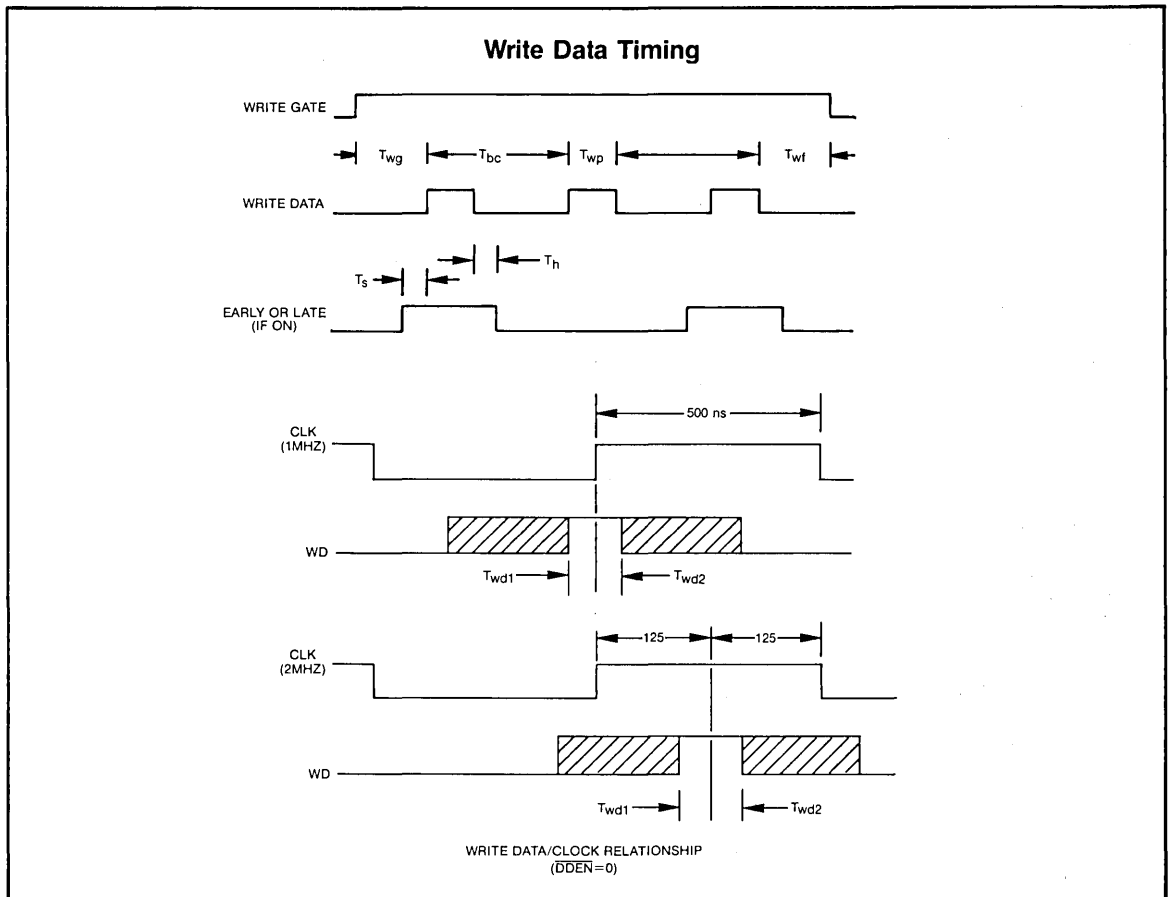 Write Data Timing
WRITE GATE
Twg
Tbc
Twp
Twf
WRITE DATA
Ts
Th
EARLY OR LATE
(IF ON)
500 ns
CLK
(1MHZ)
WD
Twd1
Twd2
125
125
CLK
(2MHZ)
WD
Twd1
Twd2
WRITE DATA/CLOCK RELATIONSHIP
(D̅D̅E̅N̅=0)